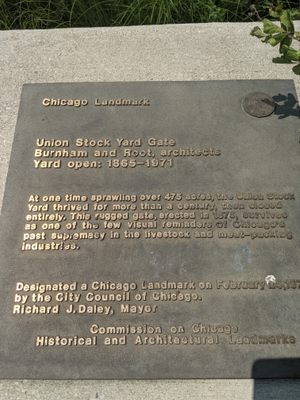 Chicago Landmark
Union Stock Yard Gate
Burnham and Root, architects
Yard open: 1865-1971
At one time sprawling over 475 acres, the Union Stock
Yard thrived for more than a century, then closed
entirely. This rugged gate, erected in 1875, survived
as one of the few visual reminders of Chicago's
past supremacy in the livestock and meat-packing
industries.
Designated a Chicago Landmark on February
by the City Council of Chicago.
Richard J. Daley, Mayor
Commission on Chicago
Historical and Architectural Landmarks